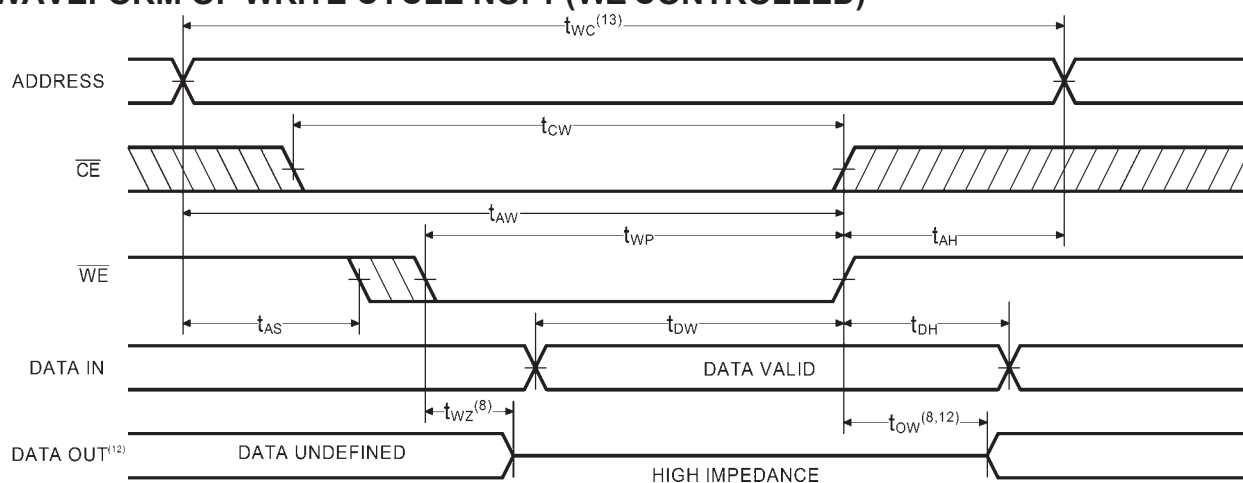 WAVEFORM OF WRITE CYCLE NO. 1 (WE CONTROLLED)
tWC(13)
ADDRESS
tCW
CE
tAW
tWP
tAH
WE
tAS
tDW
tDH
DATA IN
DATA VALID
tWZ(8)
tOW(8,12)
DATA OUT(12)
DATA UNDEFINED
HIGH IMPEDANCE